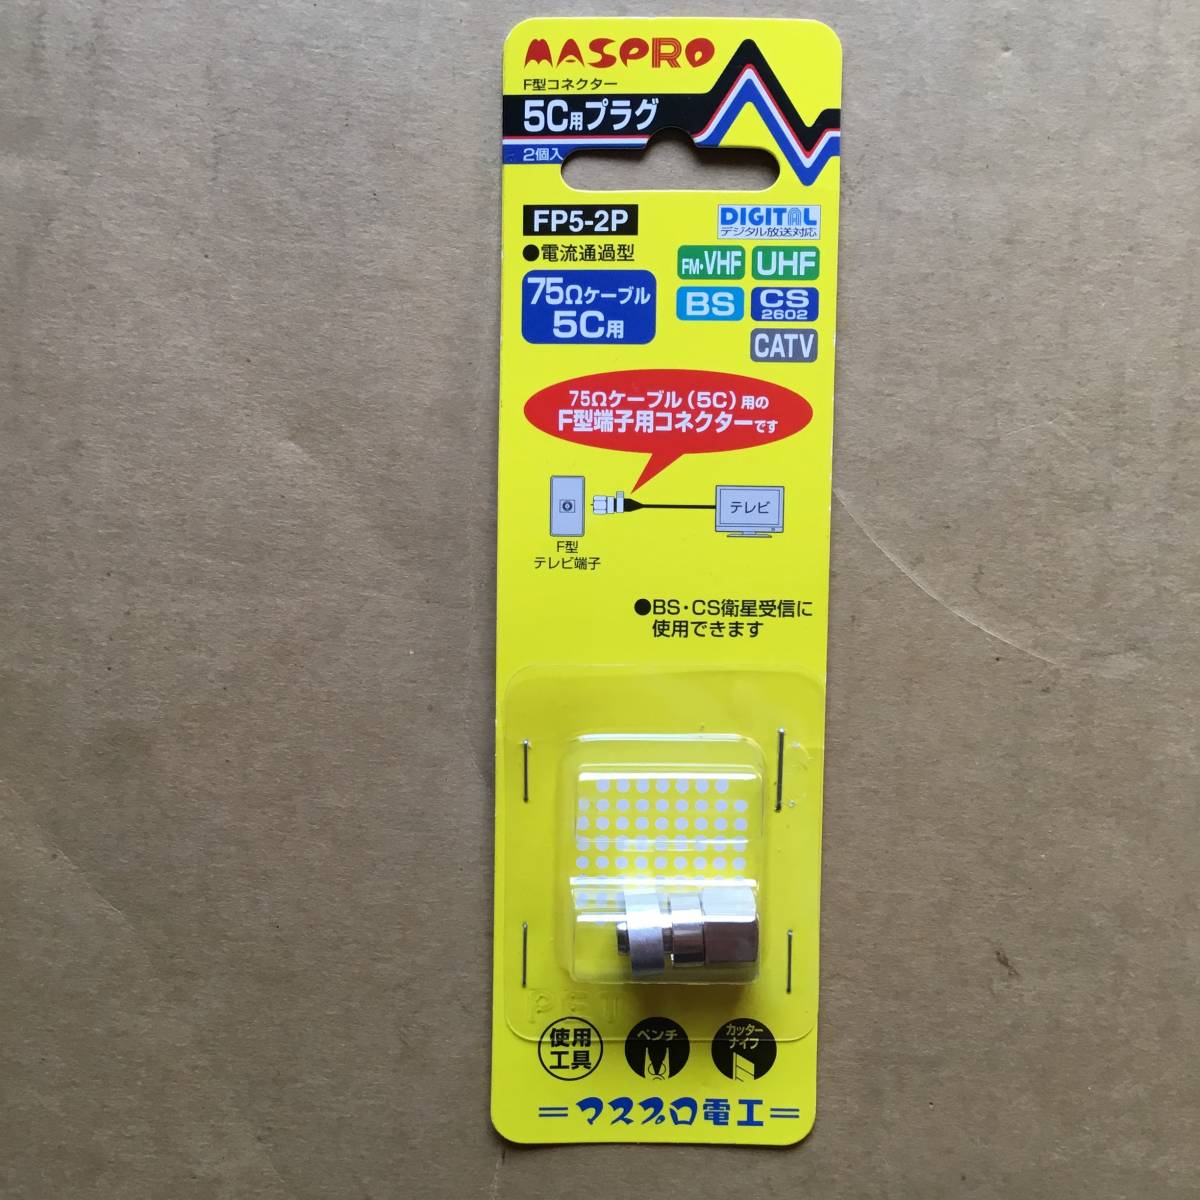 MASPRO
F型コネクター
5C用プラグ
2個入
FP5-2P
DIGITAL
デジタル放送対応
●電流通過型
FM・VHF
UHF
75Ωケーブル
5C用
BS
CS
2602
CATV
75Ωケーブル(5C)用の
F型端子用コネクターです
テレビ
F型
テレビ端子
●BS・CS衛星受信に
使用できます
PET
使用
工具
ペンチ
カッター
ナイフ
=マスプロ電工=